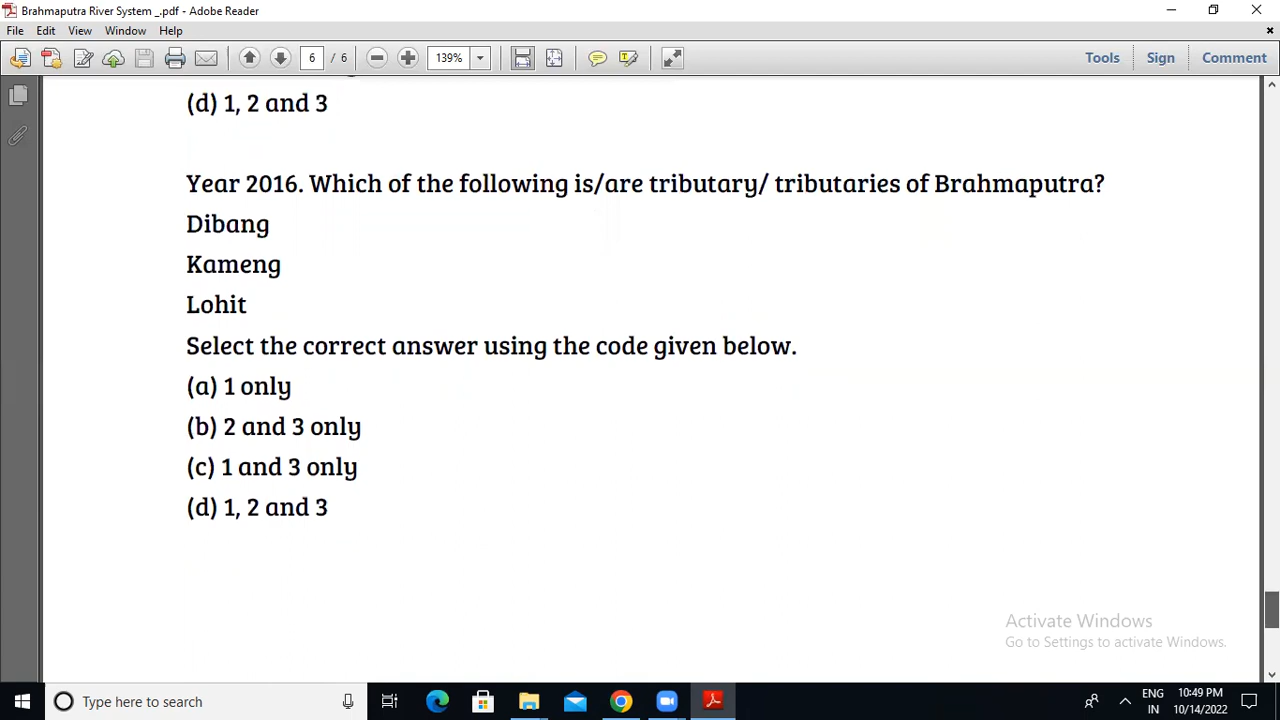 Brahmaputra River System _.pdf - Adobe Reader
File Edit View Window Help
6 / 6 139% Tools Sign Comment
(d) 1, 2 and 3
Year 2016. Which of the following is/are tributary/ tributaries of Brahmaputra?
Dibang
Kameng
Lohit
Select the correct answer using the code given below.
(a) 1 only
(b) 2 and 3 only
(c) 1 and 3 only
(d) 1, 2 and 3
Activate Windows
Go to Settings to activate Windows.
Type here to search
ENG
IN
10:49 PM
10/14/2022